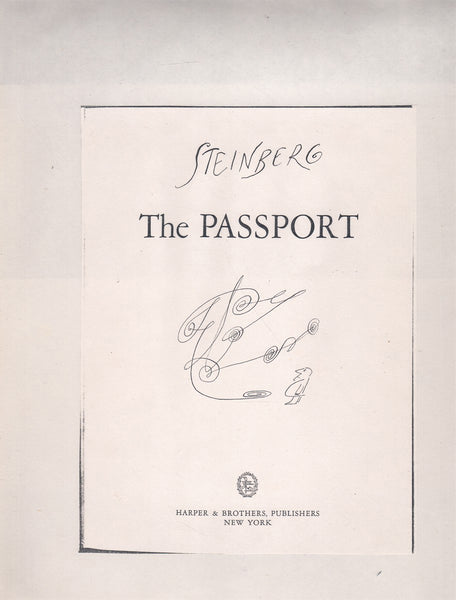 STEINBERG
The PASSPORT
HARPER & BROTHERS, PUBLISHERS
NEW YORK